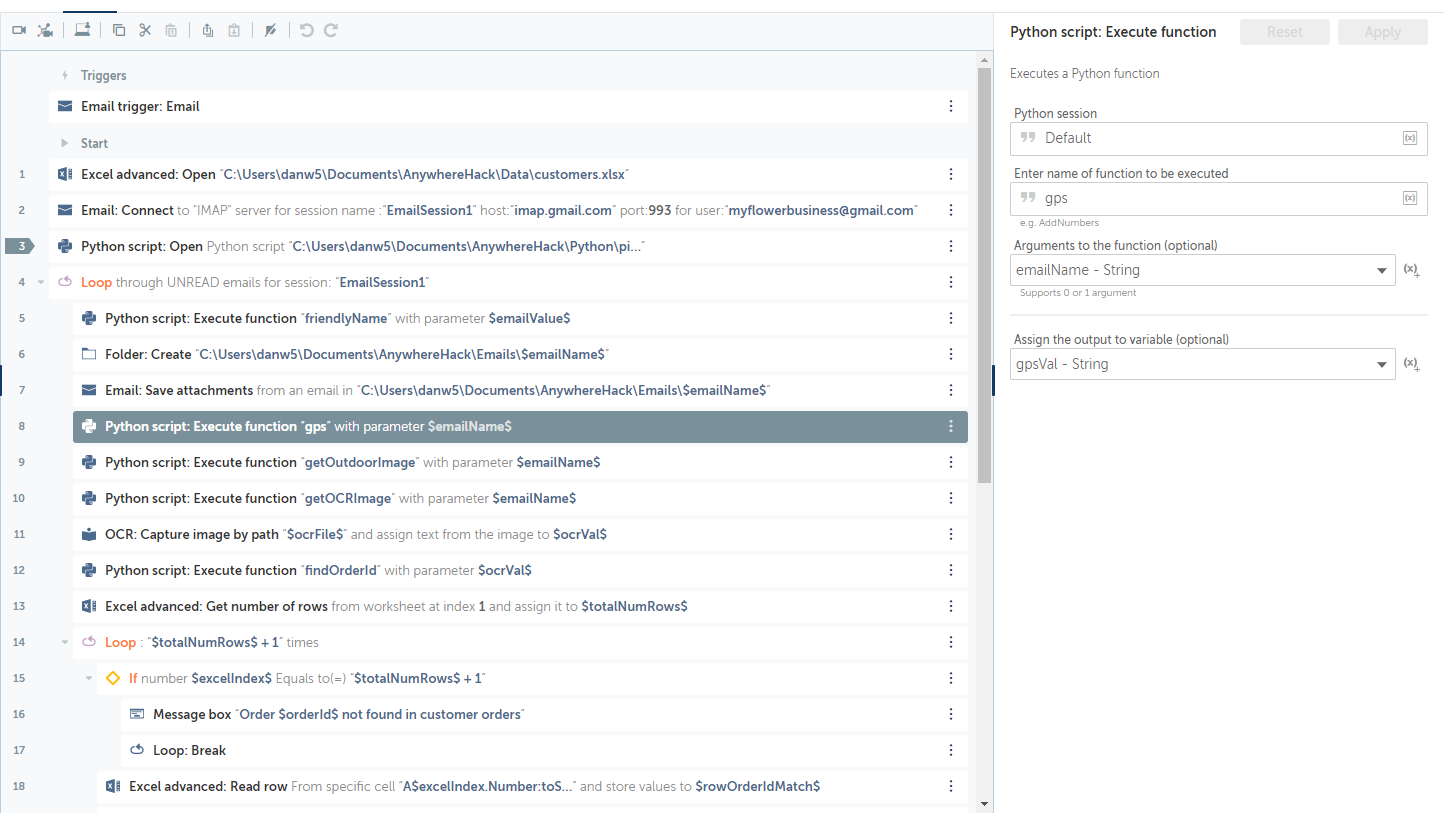 Triggers
Email trigger: Email
Start
1 Excel advanced: Open "C:\Users\danw5\Documents\AnywhereHack\Data\customers.xlsx"
2 Email: Connect to "IMAP" server for session name :"EmailSession1" host:"imap.gmail.com" port:993 for user:"myflowerbusiness@gmail.com"
3 Python script: Open Python script "C:\Users\danw5\Documents\AnywhereHack\Python\pi..."
4 Loop through UNREAD emails for session: "EmailSession1"
5 Python script: Execute function "friendlyName" with parameter $emailValue$
6 Folder: Create "C:\Users\danw5\Documents\AnywhereHack\Emails\$emailName$"
7 Email: Save attachments from an email in "C:\Users\danw5\Documents\AnywhereHack\Emails\$emailName$"
8 Python script: Execute function "gps" with parameter $emailName$
9 Python script: Execute function "getOutdoorImage" with parameter $emailName$
10 Python script: Execute function "getOCRImage" with parameter $emailName$
11 OCR: Capture image by path "$ocrFile$" and assign text from the image to $ocrVal$
12 Python script: Execute function "findOrderId" with parameter $ocrVal$
13 Excel advanced: Get number of rows from worksheet at index 1 and assign it to $totalNumRows$
14 Loop : "$totalNumRows$ + 1" times
15 If number $excelIndex$ Equals to(=) "$totalNumRows$ + 1"
16 Message box "Order $orderId$ not found in customer orders"
17 Loop: Break
18 Excel advanced: Read row From specific cell "A$excelIndex.Number:toS..." and store values to $rowOrderIdMatch$
Python script: Execute function
Reset
Apply
Executes a Python function
Python session
Default
(x)
Enter name of function to be executed
gps
(x)
e.g. AddNumbers
Arguments to the function (optional)
emailName - String
(x)+
Supports 0 or 1 argument
Assign the output to variable (optional)
gpsVal - String
(x)+